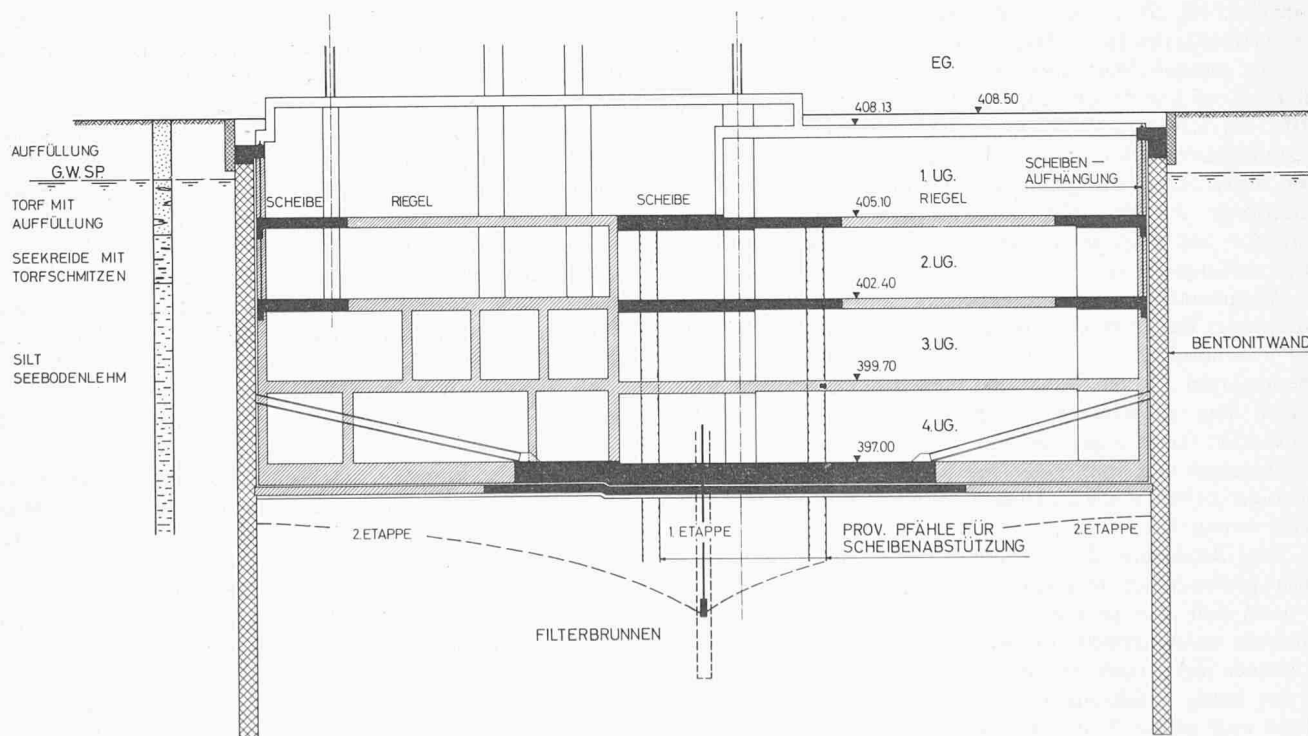 EG.
408.13
408.50
AUFFÜLLUNG
G.W. SP.
TORF MIT
AUFFÜLLUNG
SEEKREIDE MIT
TORFSCHMITZEN
SILT
SEEBODENLEHM
SCHEIBE
RIEGEL
SCHEIBE
1. UG.
RIEGEL
SCHEIBEN —
AUFHÄNGUNG
405.10
2. UG.
402.40
3. UG.
399.70
BENTONITWAND
4. UG.
397.00
2. ETAPPE
1. ETAPPE
PROV. PFÄHLE FÜR
SCHEIBENABSTÜTZUNG
2. ETAPPE
FILTERBRUNNEN